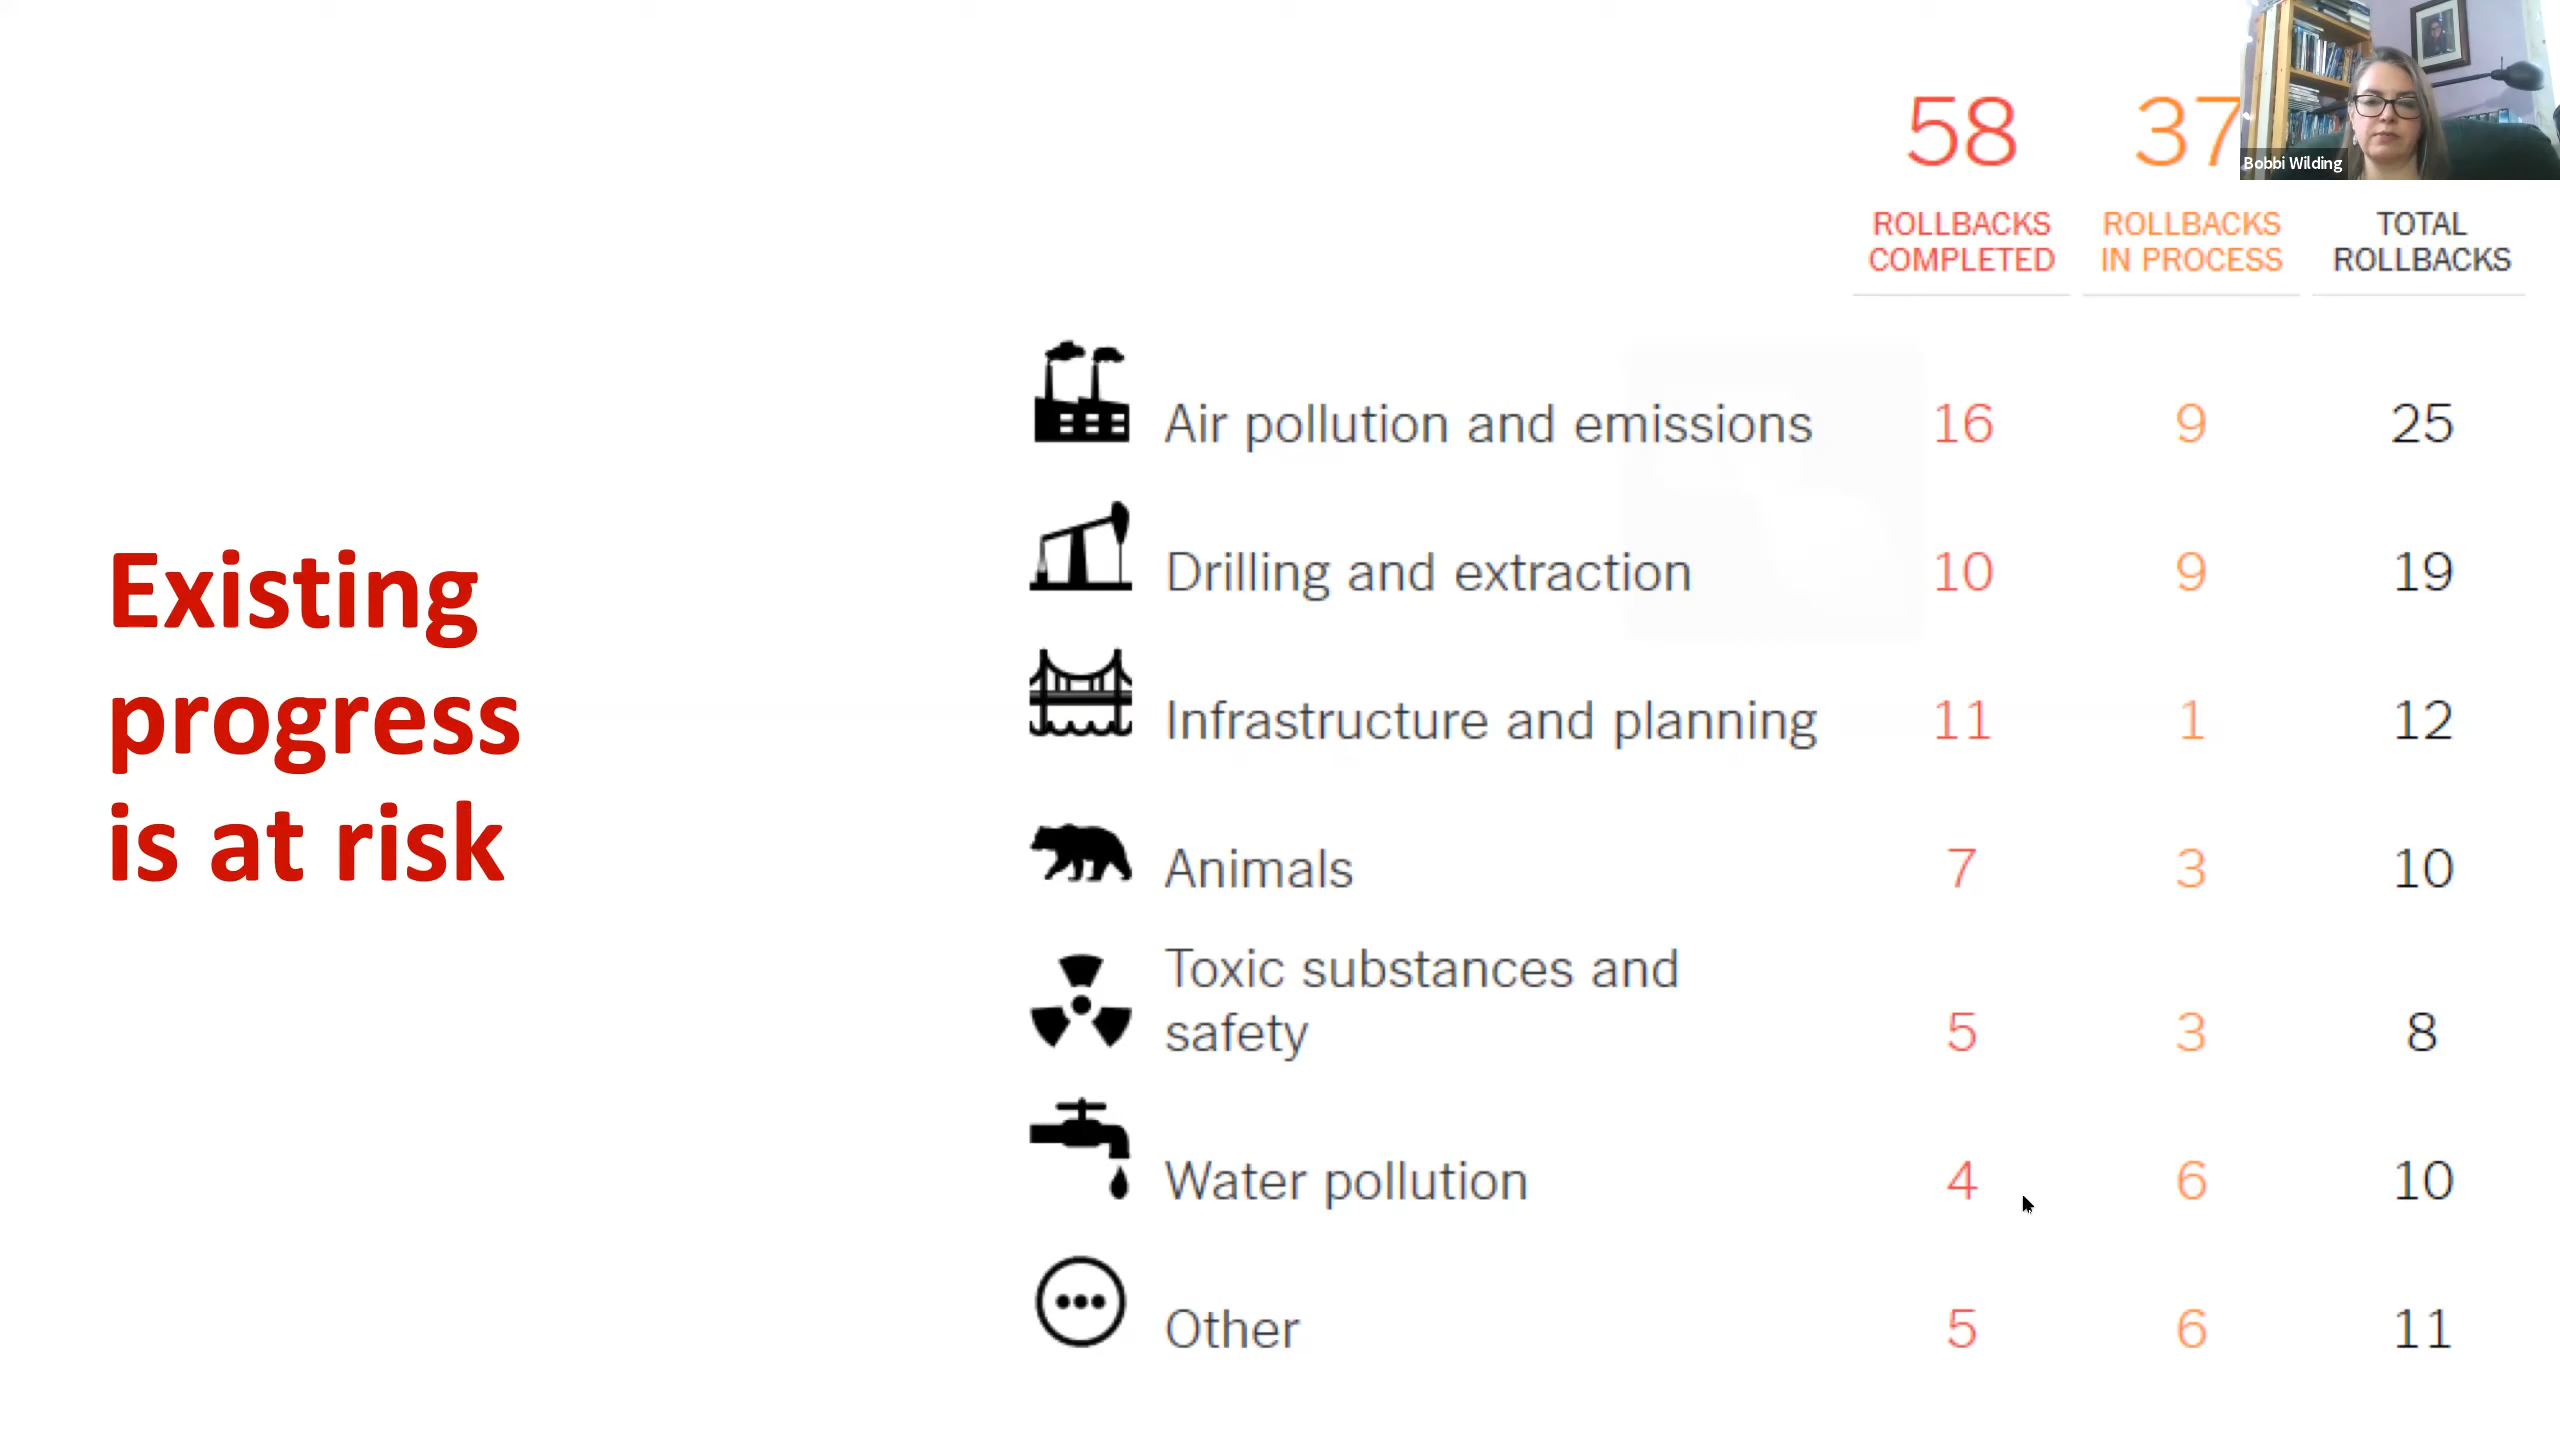 58 37
Bobbi Wilding
ROLLBACKS ROLLBACKS TOTAL
COMPLETED IN PROCESS ROLLBACKS
Existing
progress
is at risk
Air pollution and emissions 16 9 25
Drilling and extraction 10 9 19
Infrastructure and planning 11 1 12
Animals 7 3 10
Toxic substances and
safety 5 3 8
Water pollution 4 6 10
Other 5 6 11